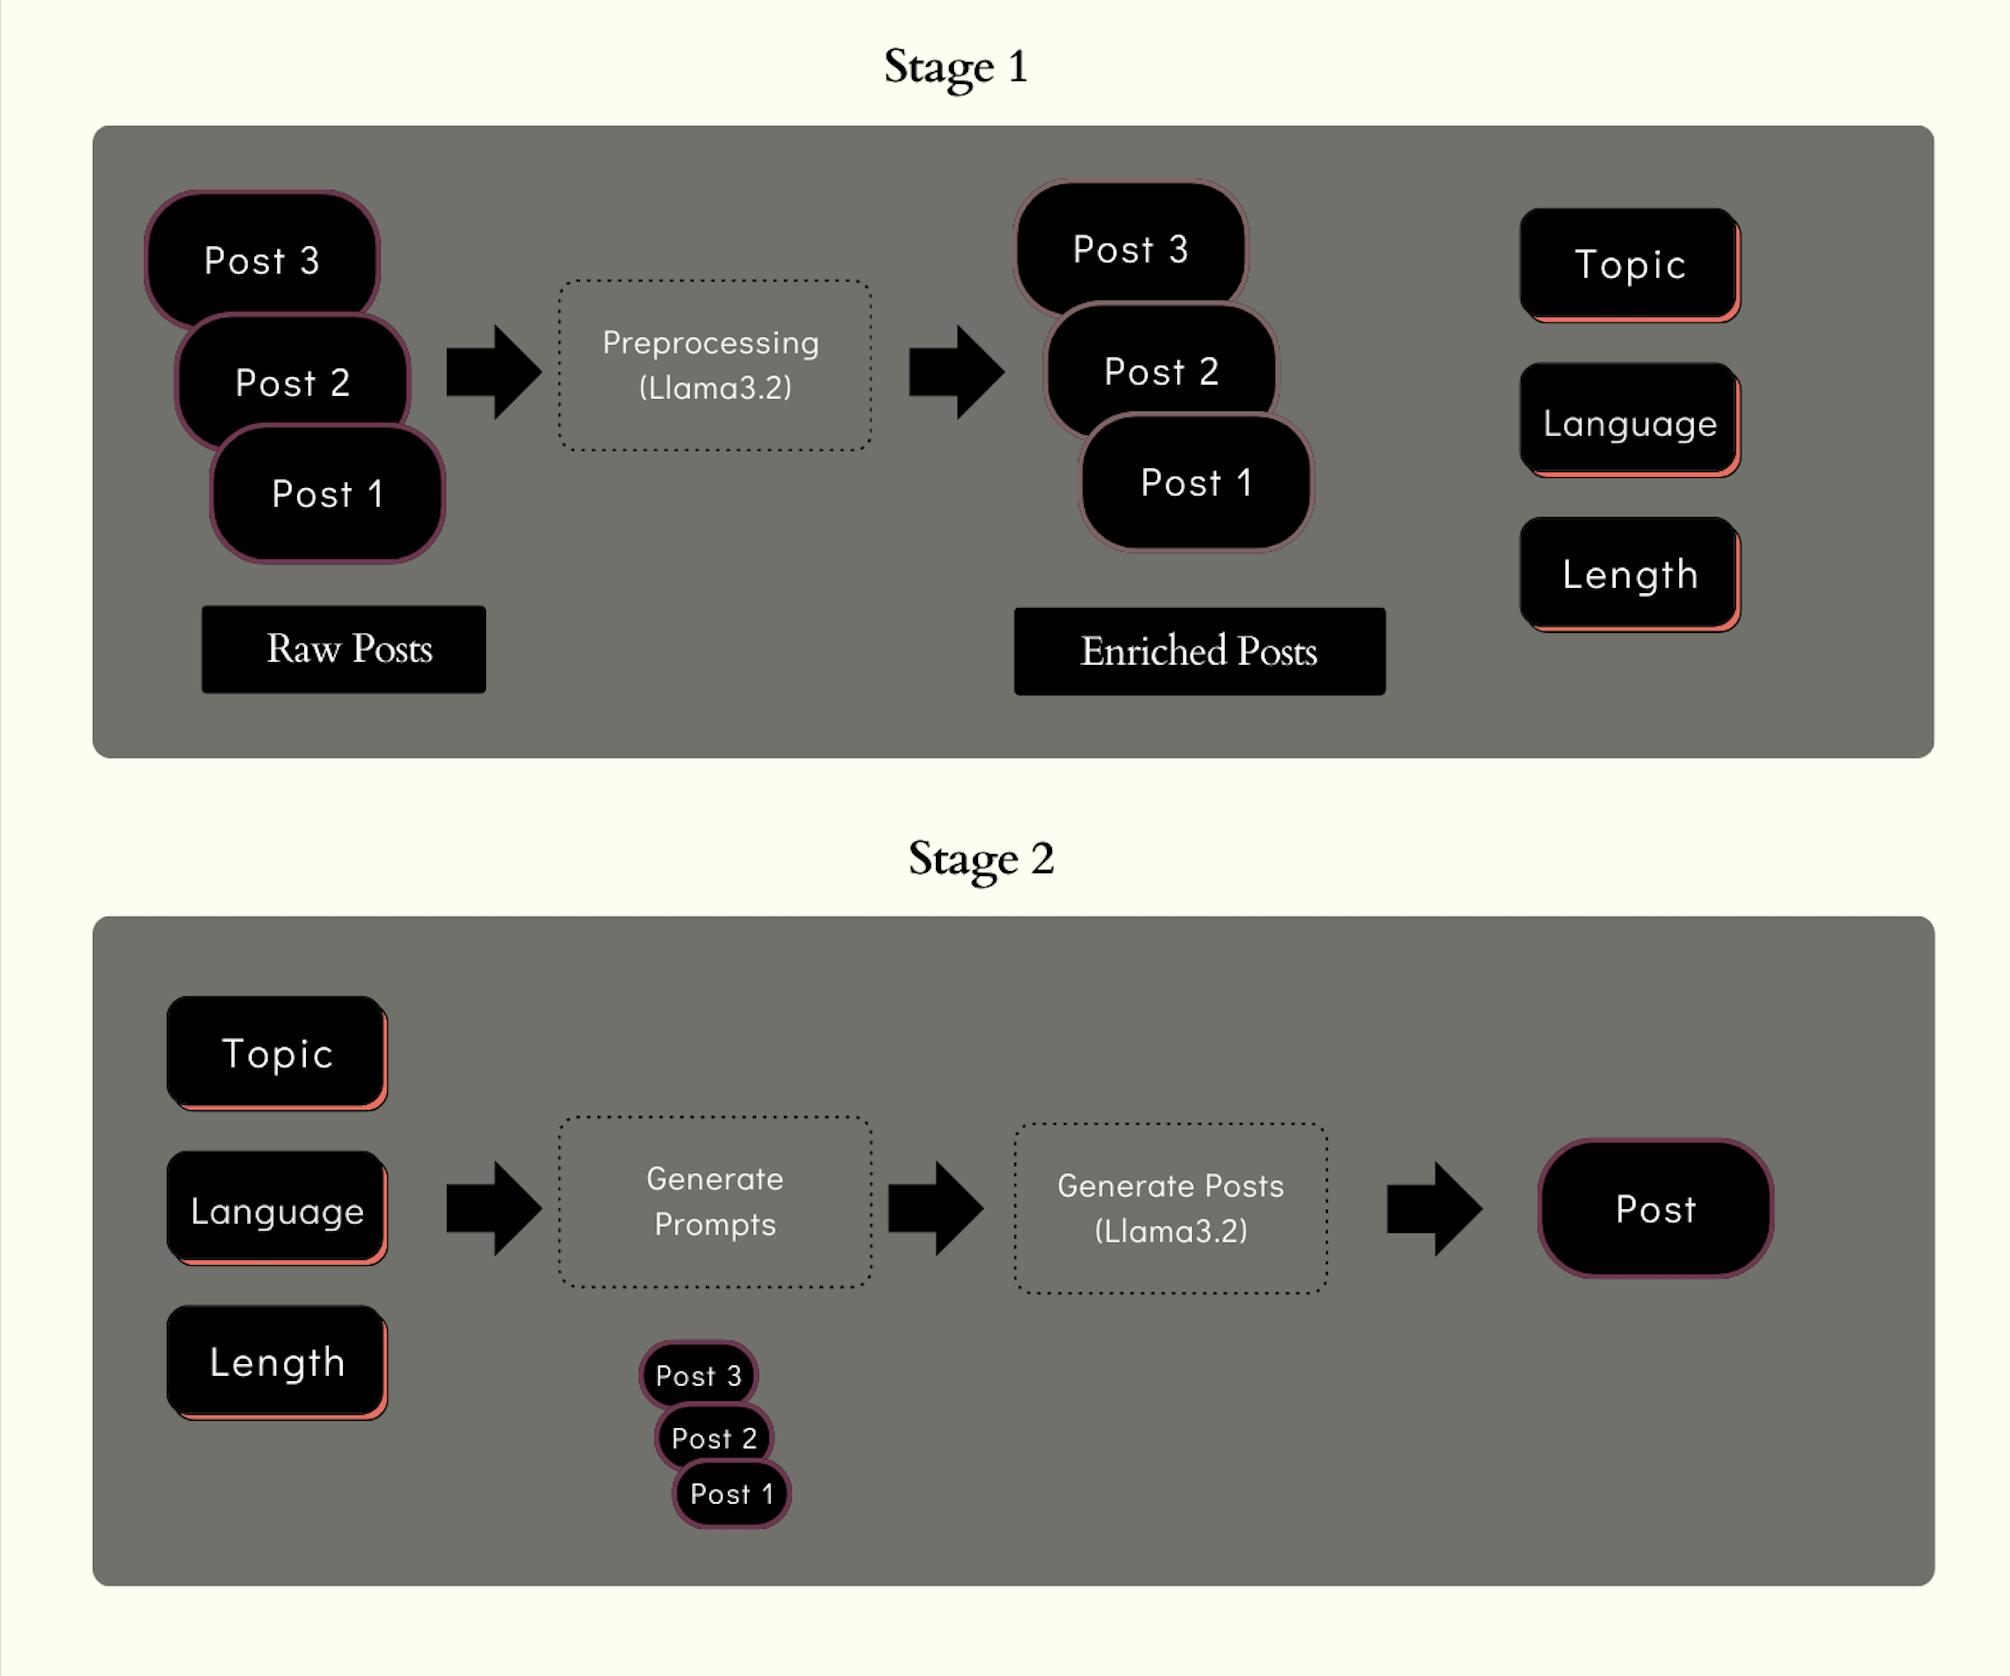 Stage 1
Post 3
Post 2
Post 1
Raw Posts
Preprocessing
(Llama3.2)
Post 3
Post 2
Post 1
Enriched Posts
Topic
Language
Length
Stage 2
Topic
Language
Length
Generate
Prompts
Post 3
Post 2
Post 1
Generate Posts
(Llama3.2)
Post